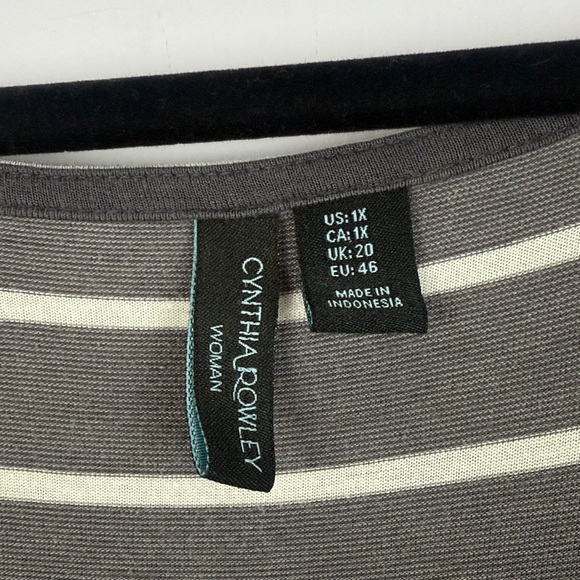 CYNTHIA ROWLEY
WOMAN
US: 1X
CA: 1X
UK: 20
EU: 46
MADE IN
INDONESIA